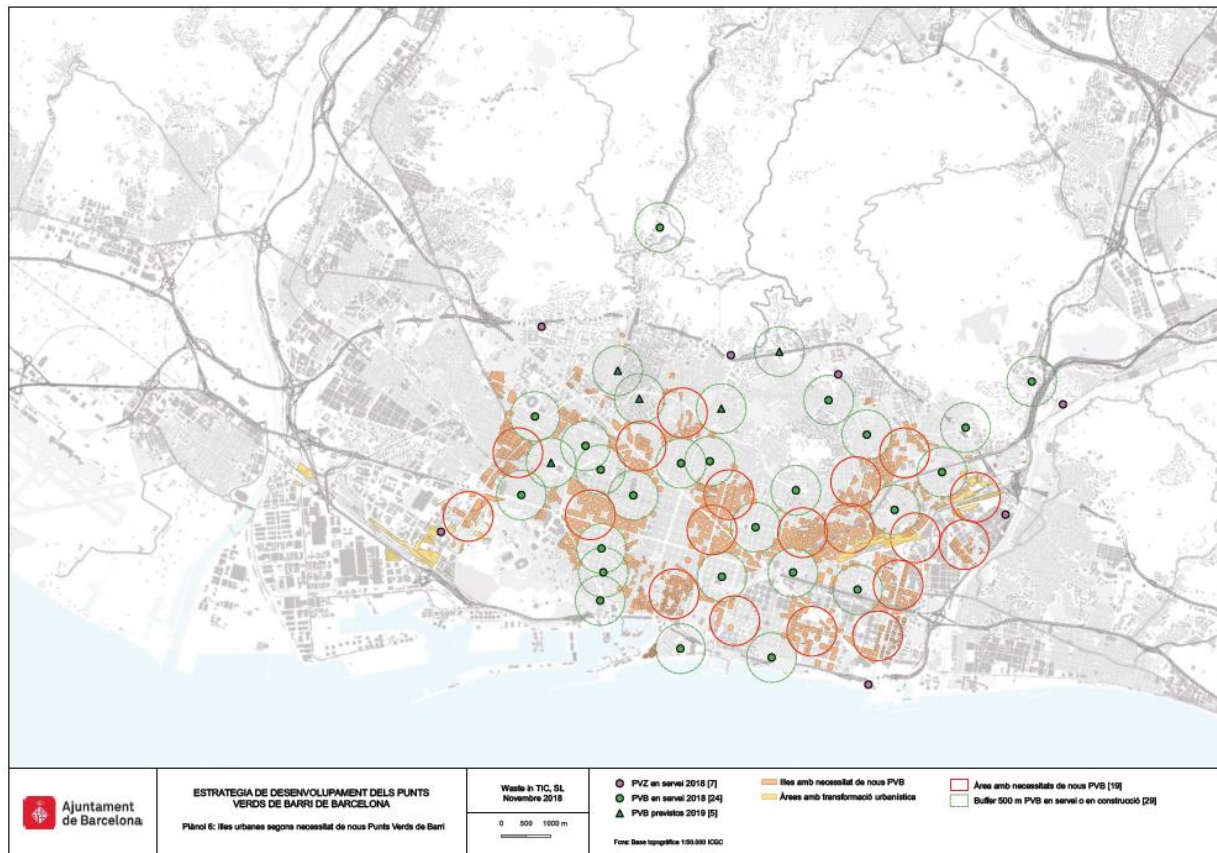 Ajuntament
de Barcelona
ESTRATEGIA DE DESENVOLUPAMENT DELS PUNTS
VERDS DE BARRI DE BARCELONA
Plànol 6: Illes urbanes segons necessitat de nous Punts Verds de Barri
Waste in TIC, SL
Novembre 2018
0 500 1000 m
PVZ en servei 2018 [7]
PVB en servei 2018 [24]
PVB previstos 2019 [5]
Fons: Base topogràfica 1:50.000 ICGC
Illes amb necessitat de nous PVB
Àrees amb transformació urbanística
Àrea amb necessitats de nous PVB [19]
Buffer 500 m PVB en servei o en construcció [29]